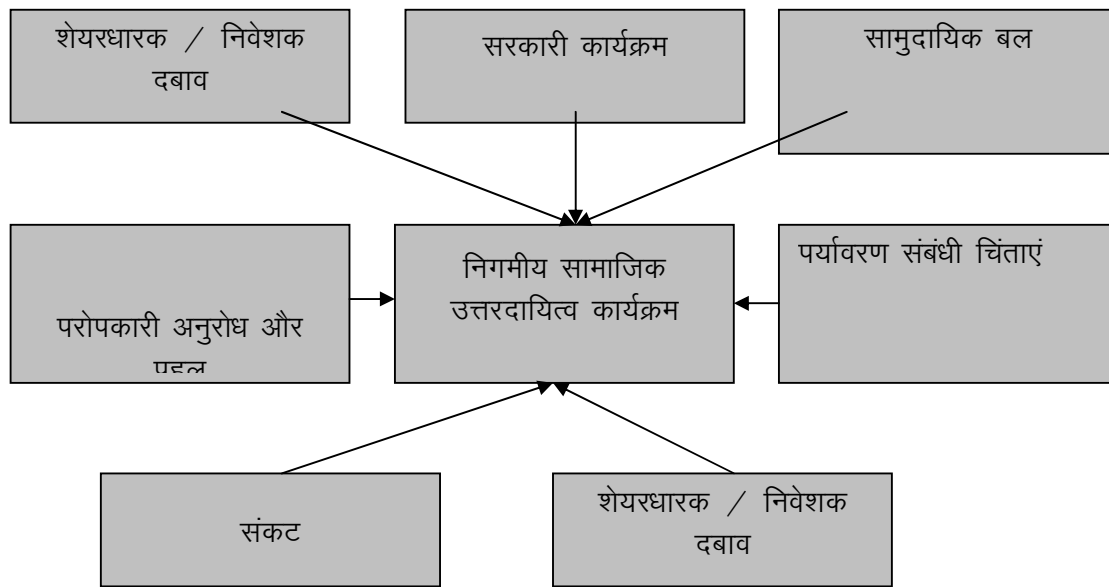 शेयरधारक / निवेशक
दबाव
सरकारी कार्यक्रम
सामुदायिक बल
परोपकारी अनुरोध और
पहल
निगमीय सामाजिक
उत्तरदायित्व कार्यक्रम
पर्यावरण संबंधी चिंताएं
संकट
शेयरधारक / निवेशक
दबाव